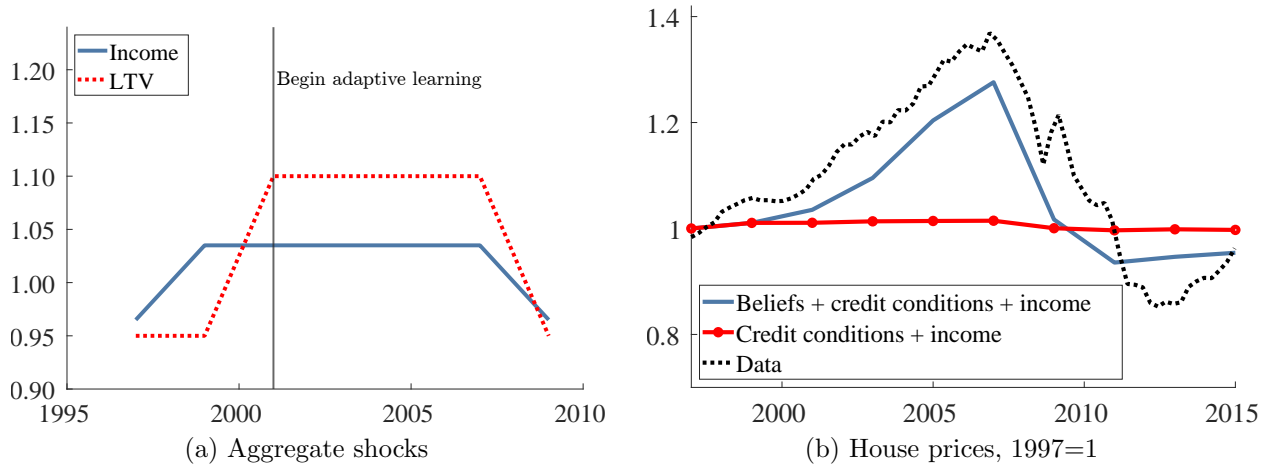 Income
LTV
Begin adaptive learning
1.20
1.15
1.10
1.05
1.00
0.95
0.90
1995
2000
2005
2010
(a) Aggregate shocks
1.4
1.2
1
0.8
Beliefs + credit conditions + income
Credit conditions + income
Data
2000
2005
2010
2015
(b) House prices, 1997=1